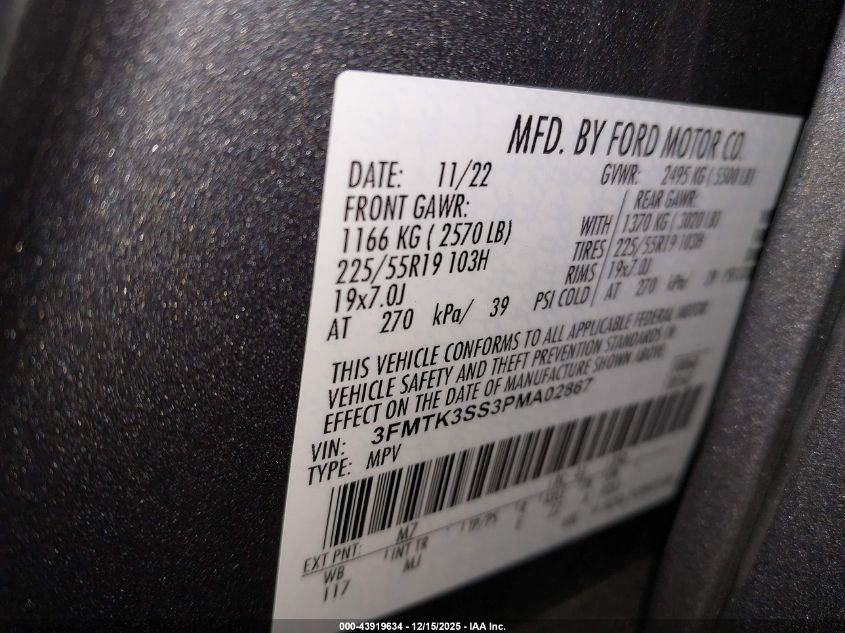 MFD. BY FORD MOTOR CO.
DATE: 11/22 GVWR: 2495 KG ( 5500 LB)
FRONT GAWR: REAR GAWR:
1166 KG ( 2570 LB) WITH 1370 KG ( 3020 LB)
225/55R19 103H TIRES 225/55R19 103H
19x7.0J RIMS 19x7.0J
AT 270 kPa/ 39 PSI COLD AT 270 kPa/ 39
THIS VEHICLE CONFORMS TO ALL APPLICABLE FEDERAL MOTOR
VEHICLE SAFETY AND THEFT PREVENTION STANDARDS IN
EFFECT ON THE DATE OF MANUFACTURE SHOWN ABOVE.
VIN: 3FMTK3SS3PMA02867
TYPE: MPV
EXT PNT: M7
WB INT TR TP/PS R
117 MJ E
000-43919634 - 12/15/2025 - IAA Inc.